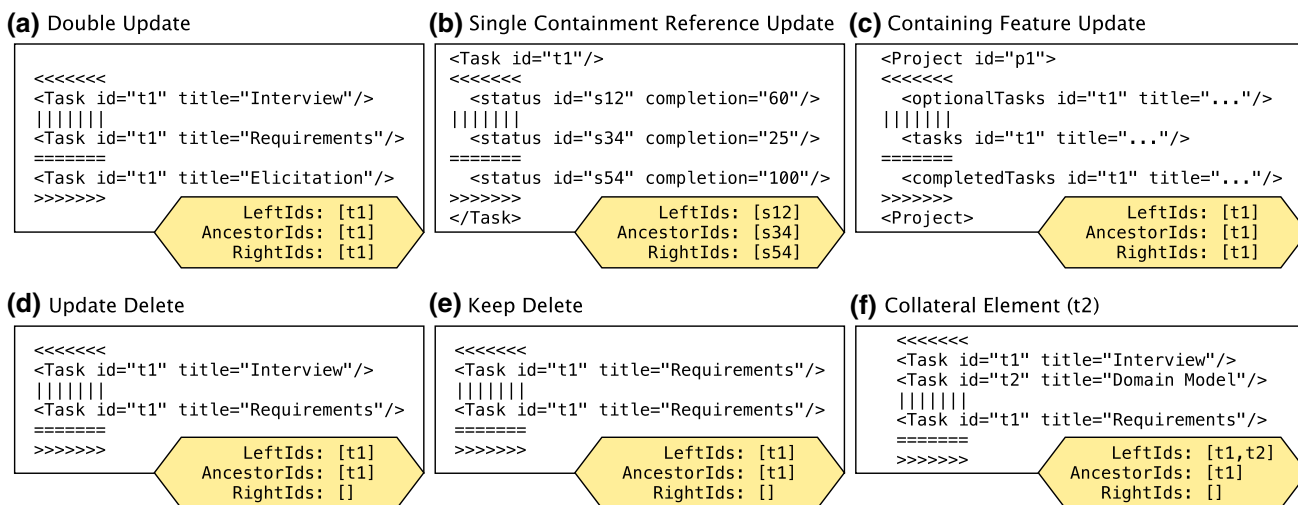 (a) Double Update
<<<<<<<
<Task id="t1" title="Interview"/>
|||||||
<Task id="t1" title="Requirements"/>
=======
<Task id="t1" title="Elicitation"/>
>>>>>>>
LeftIds: [t1]
AncestorIds: [t1]
RightIds: [t1]
(b) Single Containment Reference Update
<Task id="t1"/>
<<<<<<<
<status id="s12" completion="60"/>
|||||||
<status id="s34" completion="25"/>
=======
<status id="s54" completion="100"/>
>>>>>>>
</Task>
LeftIds: [s12]
AncestorIds: [s34]
RightIds: [s54]
(c) Containing Feature Update
<Project id="p1">
<<<<<<<
<optionalTasks id="t1" title="..."/>
|||||||
<tasks id="t1" title="..."/>
=======
<completedTasks id="t1" title="..."/>
>>>>>>>
<Project>
LeftIds: [t1]
AncestorIds: [t1]
RightIds: [t1]
(d) Update Delete
<<<<<<<
<Task id="t1" title="Interview"/>
|||||||
<Task id="t1" title="Requirements"/>
=======
>>>>>>>
LeftIds: [t1]
AncestorIds: [t1]
RightIds: []
(e) Keep Delete
<<<<<<<
<Task id="t1" title="Requirements"/>
|||||||
<Task id="t1" title="Requirements"/>
=======
>>>>>>>
LeftIds: [t1]
AncestorIds: [t1]
RightIds: []
(f) Collateral Element (t2)
<<<<<<<
<Task id="t1" title="Interview"/>
<Task id="t2" title="Domain Model"/>
|||||||
<Task id="t1" title="Requirements"/>
=======
>>>>>>>
LeftIds: [t1,t2]
AncestorIds: [t1]
RightIds: []